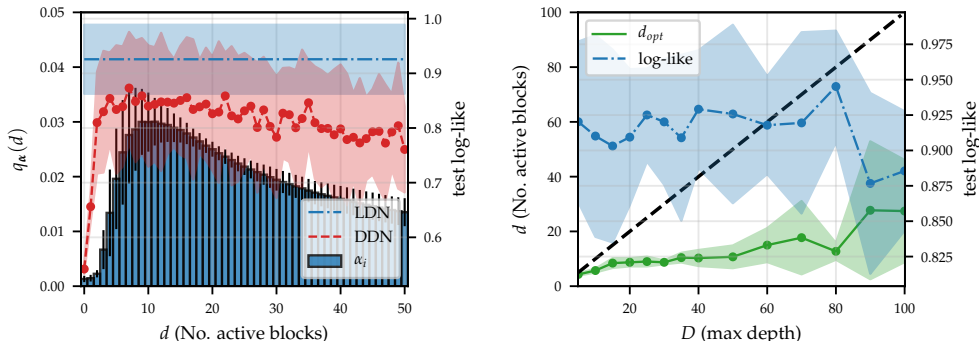 0.05
0.04
0.03
0.02
0.01
0.00
q_α(d)
0 10 20 30 40 50
d (No. active blocks)
1.0
0.9
0.8
0.7
0.6
test log-like
LDN
DDN
α_i
100
80
60
40
20
0
d (No. active blocks)
20 40 60 80 100
D (max depth)
0.975
0.950
0.925
0.900
0.875
0.850
0.825
test log-like
d_opt
log-like